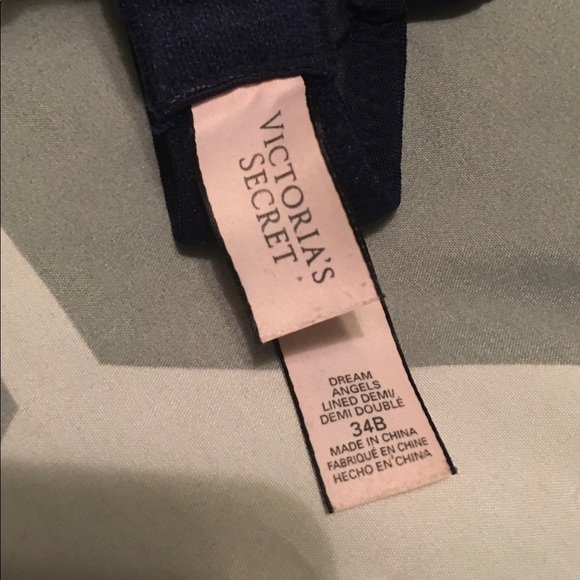 VICTORIA'S
SECRET
DREAM
ANGELS
LINED DEMI/
DEMI DOUBLÉ
34B
MADE IN CHINA
FABRIQUÉ EN CHINE
HECHO EN CHINA